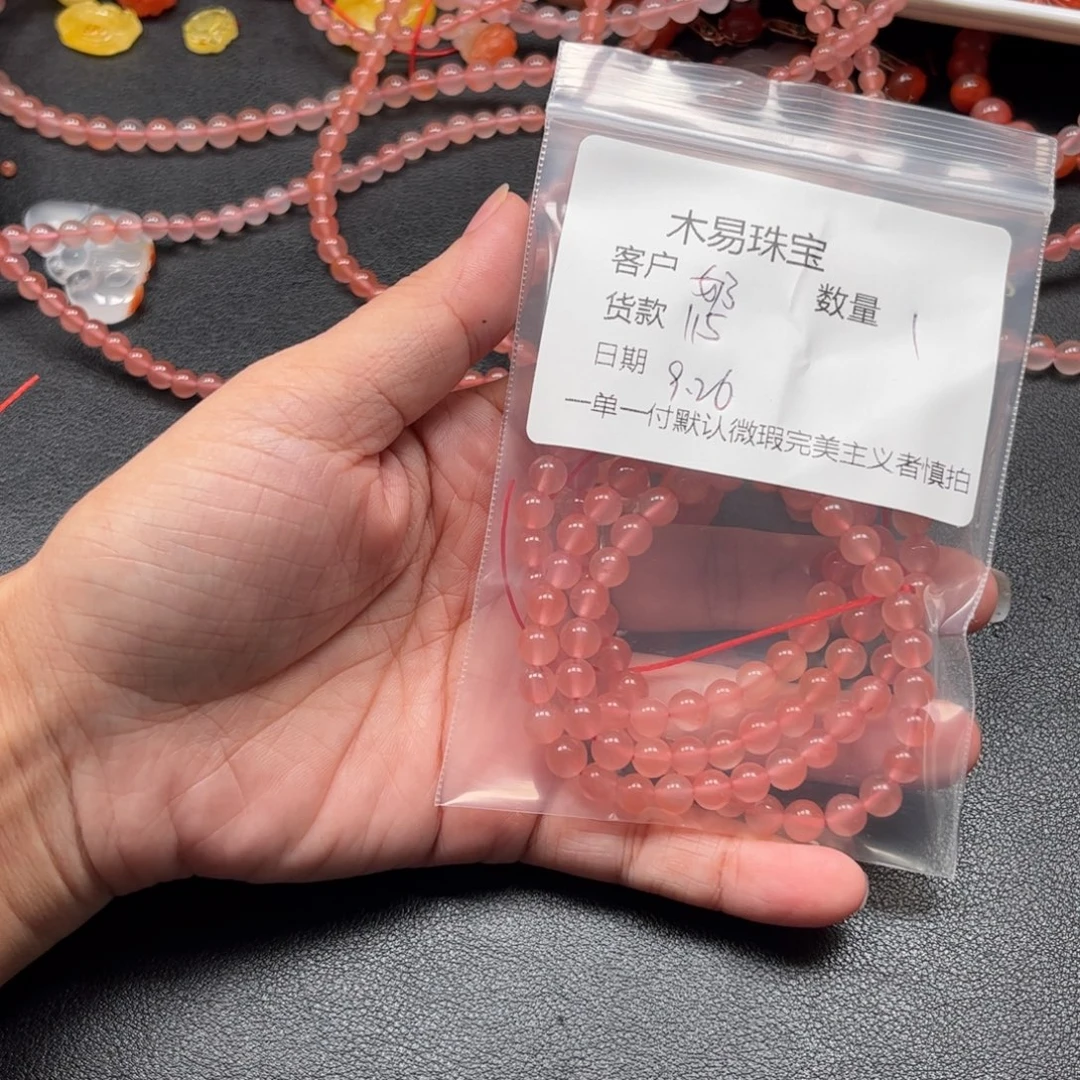 木易珠宝
客户 数量 1
货款 115
日期 9.26
一单一付默认微瑕完美主义者慎拍